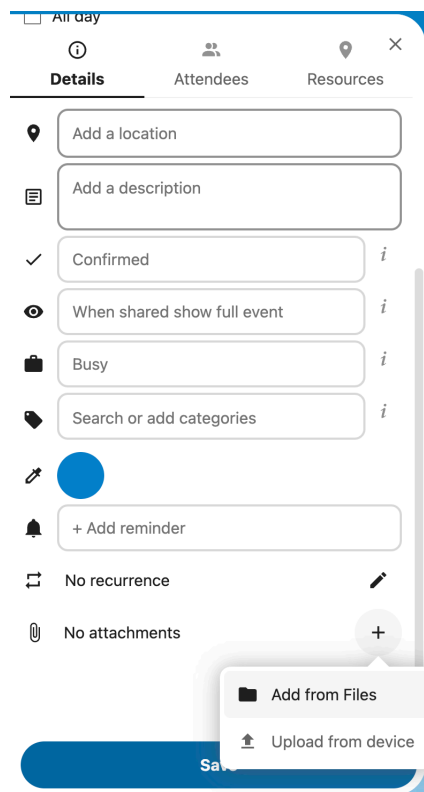 All day
Details
Attendees
Resources
Add a location
Add a description
Confirmed
i
When shared show full event
i
Busy
i
Search or add categories
i
+ Add reminder
No recurrence
No attachments
Add from Files
Upload from device
Save